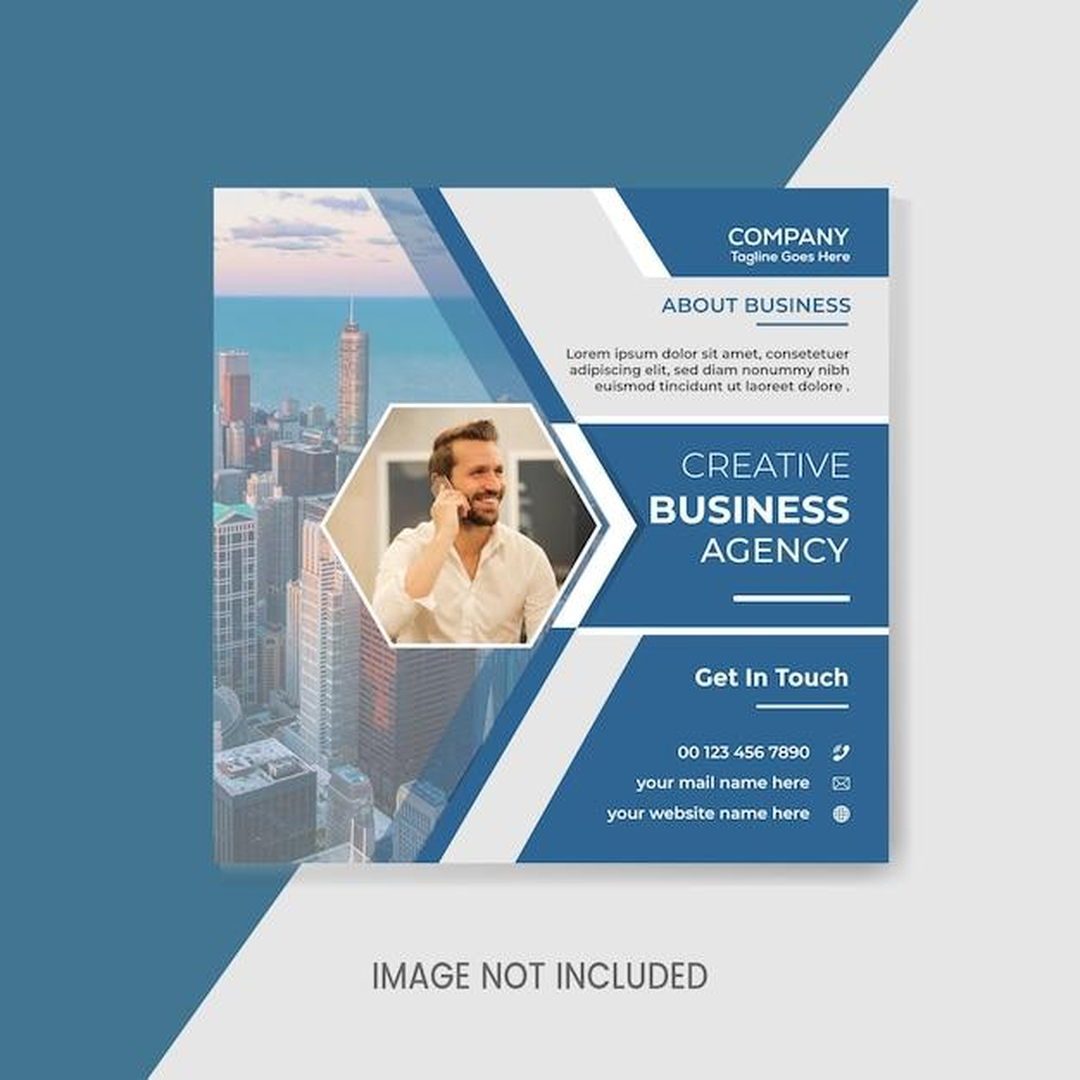 COMPANY
Tagline Goes Here
ABOUT BUSINESS
Lorem ipsum dolor sit amet, consetetuer
adipiscing elit, sed diam nonummy nibh
euismod tincidunt ut laoreet dolore .
CREATIVE
BUSINESS
AGENCY
Get In Touch
00 123 456 7890
your mail name here
your website name here
IMAGE NOT INCLUDED